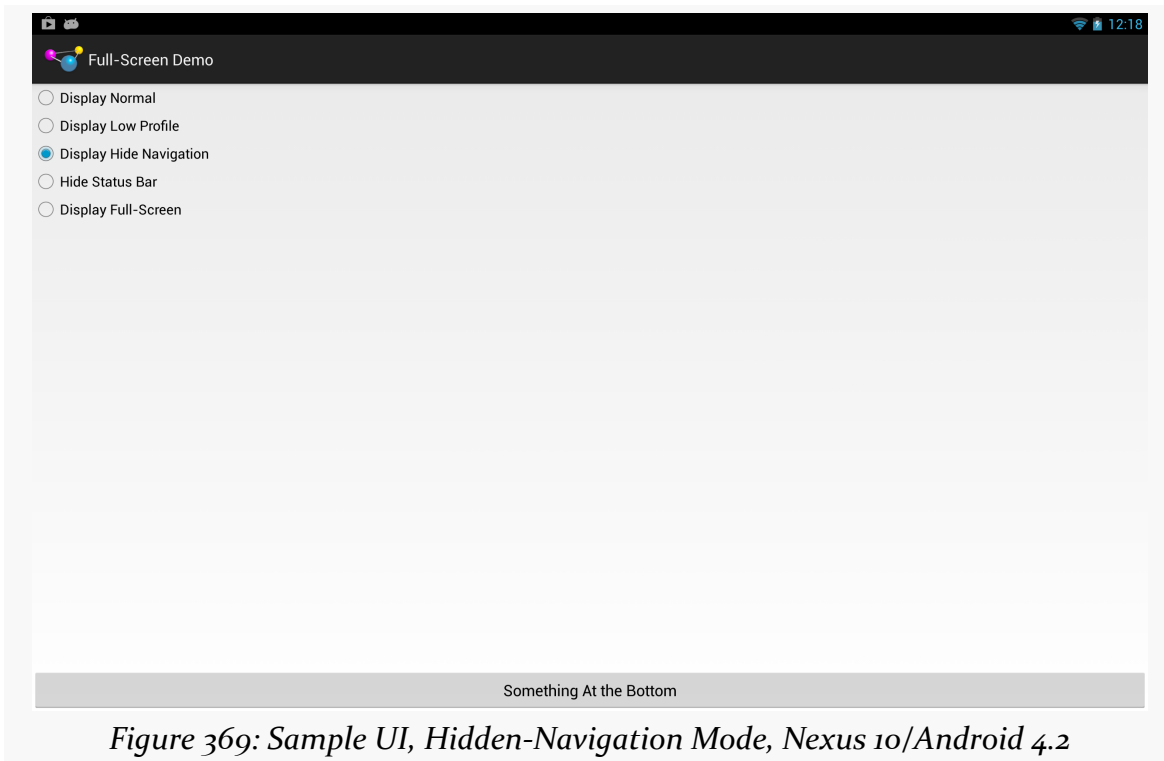 12:18
Full-Screen Demo
Display Normal
Display Low Profile
Display Hide Navigation
Hide Status Bar
Display Full-Screen
Something At the Bottom
Figure 369: Sample UI, Hidden-Navigation Mode, Nexus 10/Android 4.2